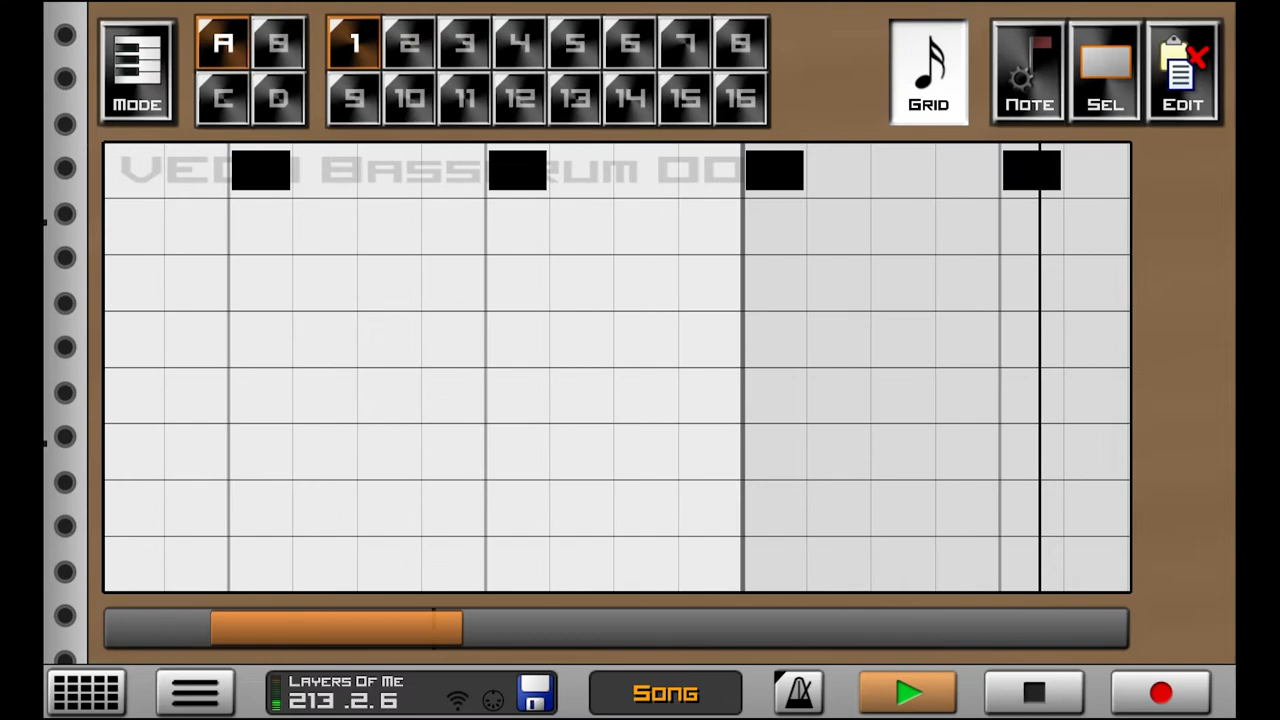 MODE
A B
1 2 3 4 5 6 7 8
C D
9 10 11 12 13 14 15 16
GRID
NOTE
SEL
EDIT
LAYERS OF ME
213 .2.6
SONG